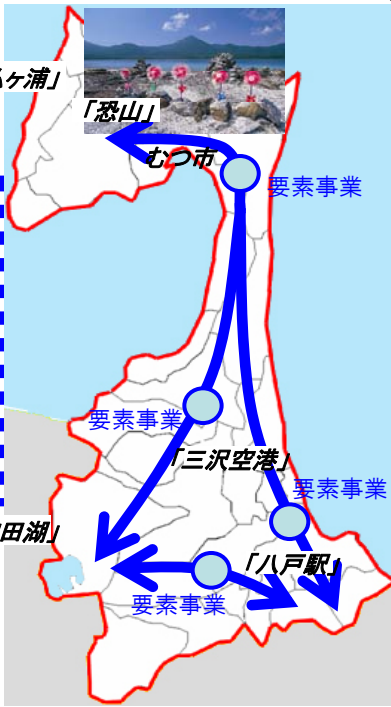 ヶ浦」
「恐山」
むつ市
要素事業
要素事業
「三沢空港」
要素事業
田湖」
「八戸駅」
要素事業